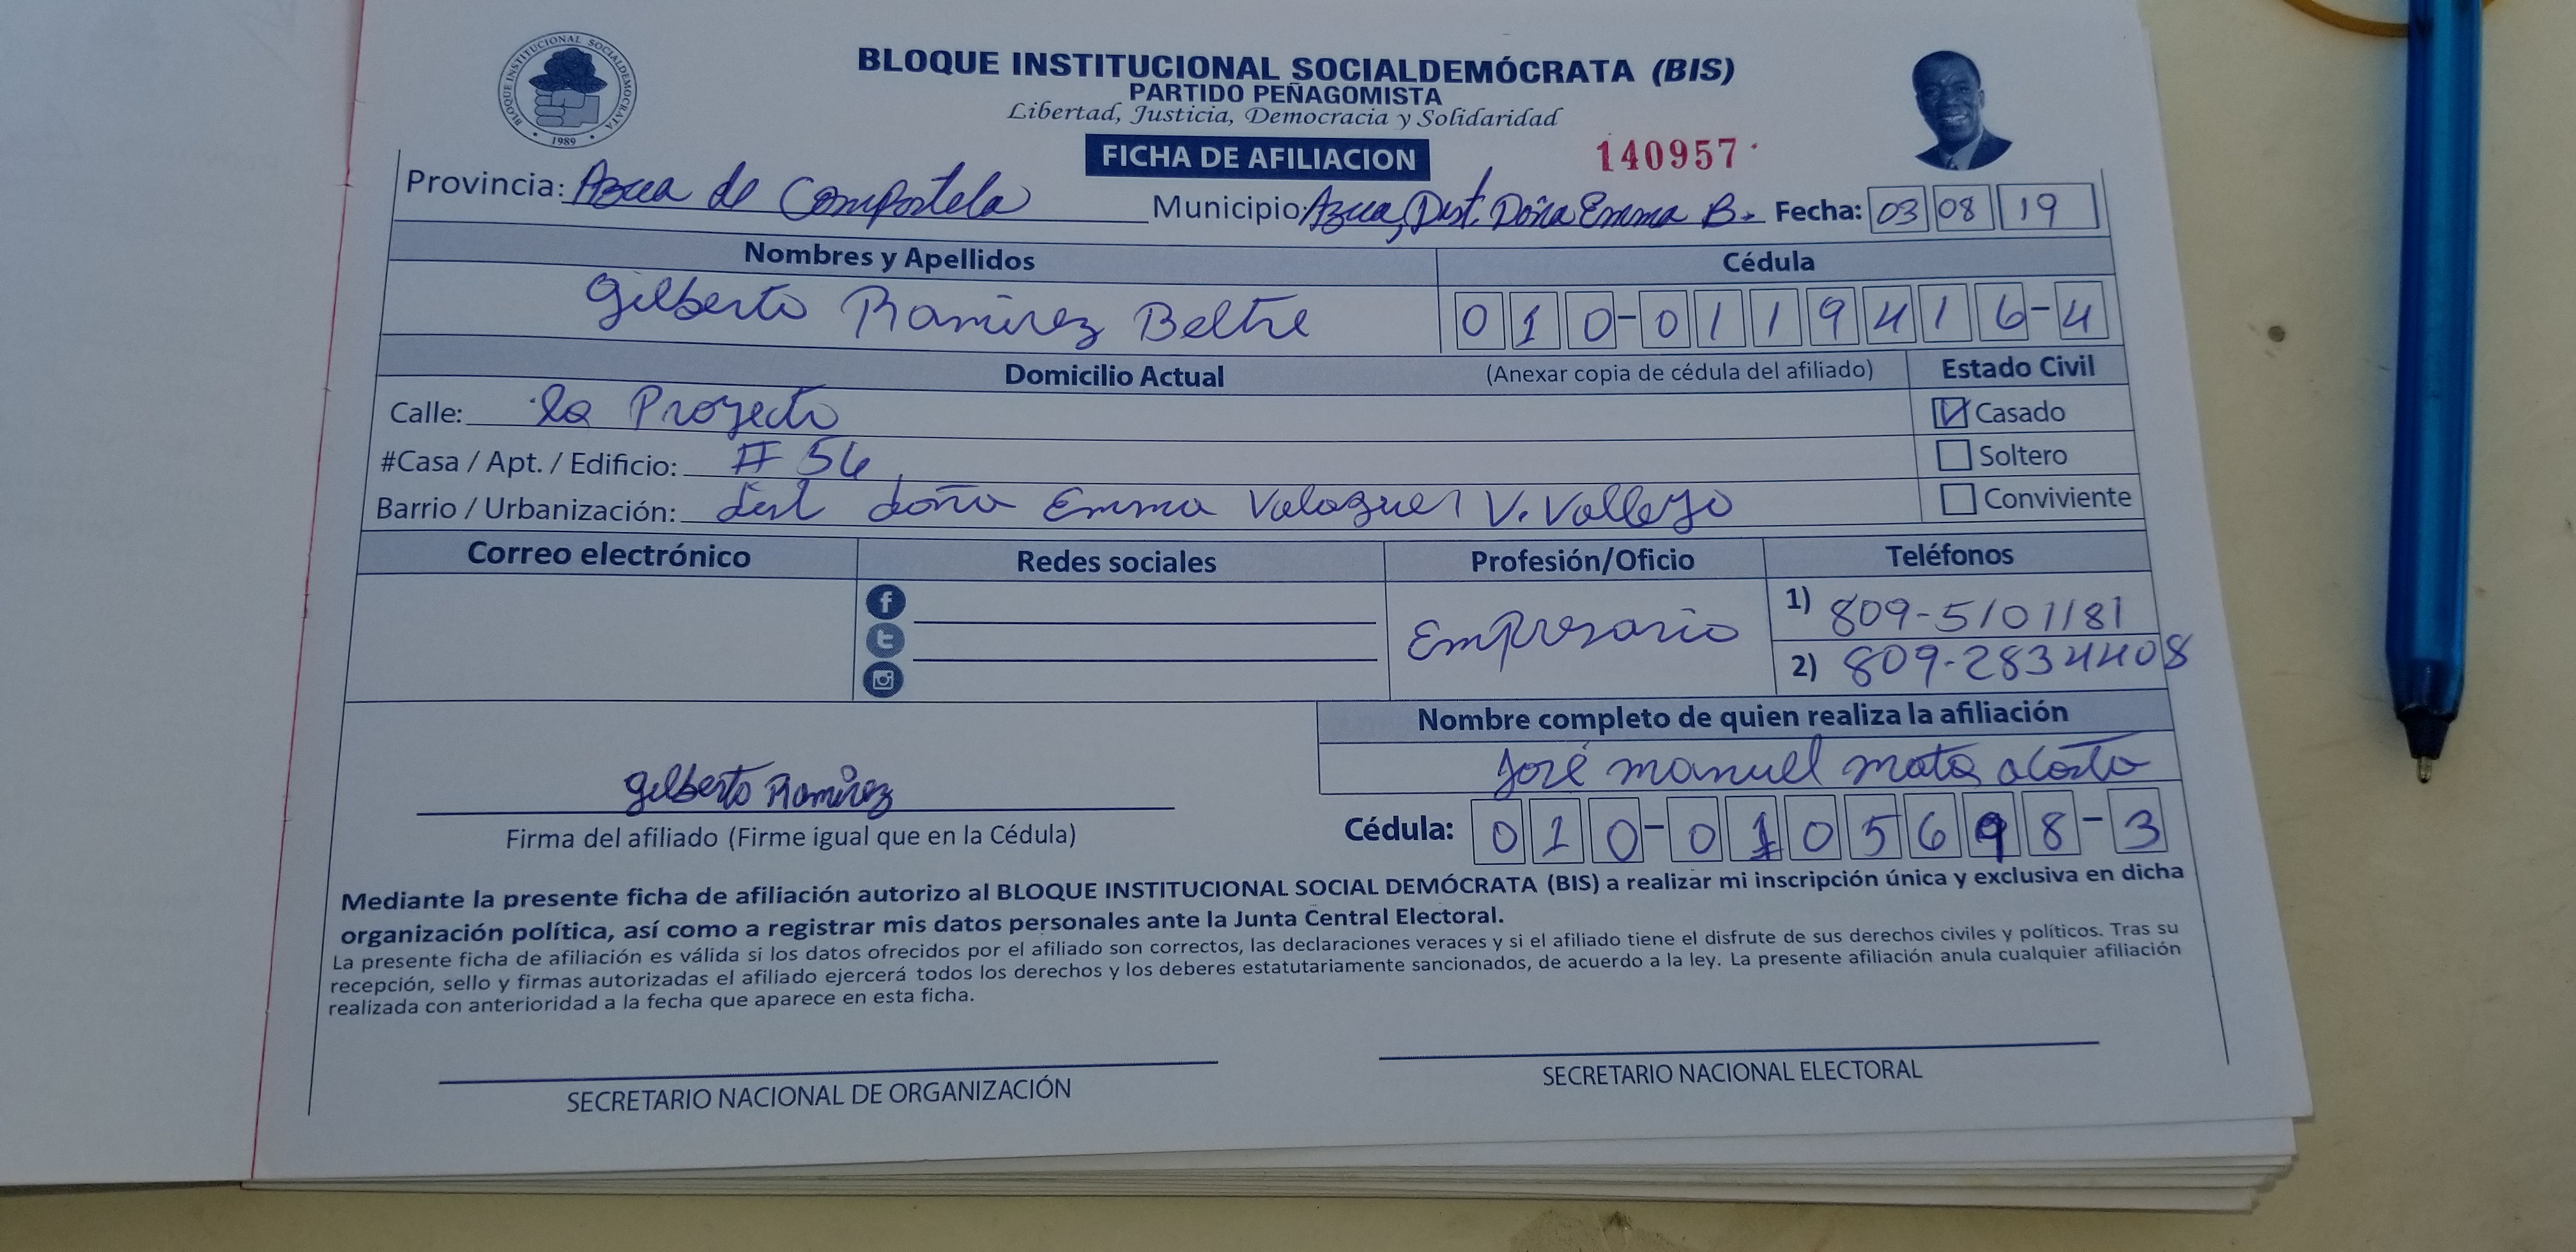 BLOQUE INSTITUCIONAL SOCIALDEMOCRATA
1989
BLOQUE INSTITUCIONAL SOCIALDEMÓCRATA (BIS)
PARTIDO PEÑAGOMISTA
Libertad, Justicia, Democracia y Solidaridad
FICHA DE AFILIACION
140957
Provincia: Azua de Compostela Municipio: Azua, Dist. Doña Emma B. Fecha: 03 08 19
Nombres y Apellidos Cédula
Gilberto Ramirez Beltre 010-0119416-4
Domicilio Actual (Anexar copia de cédula del afiliado) Estado Civil
Calle: la Proyecto Casado
#Casa / Apt. / Edificio: # 56 Soltero
Barrio / Urbanización: doña Emma V. Vallejo Conviviente
Correo electrónico Redes sociales Profesión/Oficio Teléfonos
Empresario
1) 809-5101181
2) 809-2834408
Nombre completo de quien realiza la afiliación
José manuel mota acosta
Gilberto Ramirez
Firma del afiliado (Firme igual que en la Cédula)
Cédula: 010-0105698-3
Mediante la presente ficha de afiliación autorizo al BLOQUE INSTITUCIONAL SOCIAL DEMÓCRATA (BIS) a realizar mi inscripción única y exclusiva en dicha
organización política, así como a registrar mis datos personales ante la Junta Central Electoral.
La presente ficha de afiliación es válida si los datos ofrecidos por el afiliado son correctos, las declaraciones veraces y si el afiliado tiene el disfrute de sus derechos civiles y políticos. Tras su
recepción, sello y firmas autorizadas el afiliado ejercerá todos los derechos y los deberes estatutariamente sancionados, de acuerdo a la ley. La presente afiliación anula cualquier afiliación
realizada con anterioridad a la fecha que aparece en esta ficha.
SECRETARIO NACIONAL DE ORGANIZACIÓN SECRETARIO NACIONAL ELECTORAL